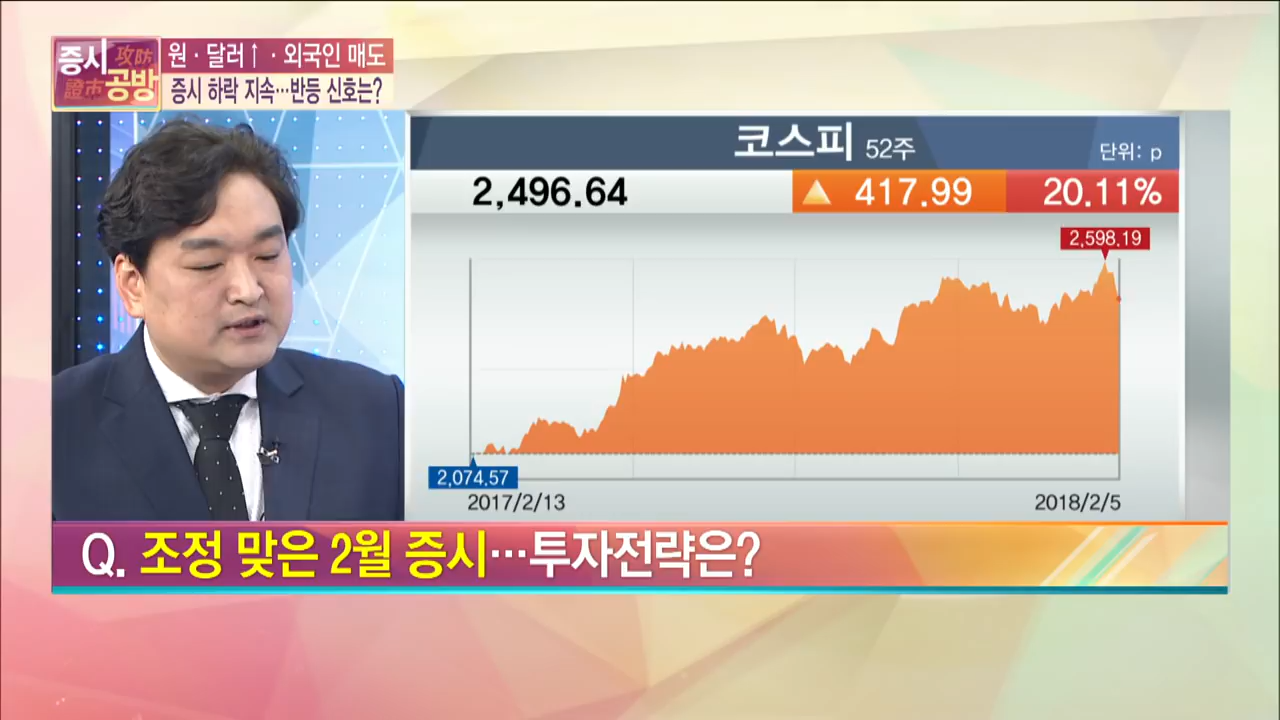 증시 攻防
證市 공방
원·달러↑·외국인 매도
증시 하락 지속…반등 신호는?
코스피 52주
단위: p
2,496.64 ▲ 417.99 20.11%
2,598.19
2,074.57
2017/2/13
2018/2/5
Q. 조정 맞은 2월 증시…투자전략은?